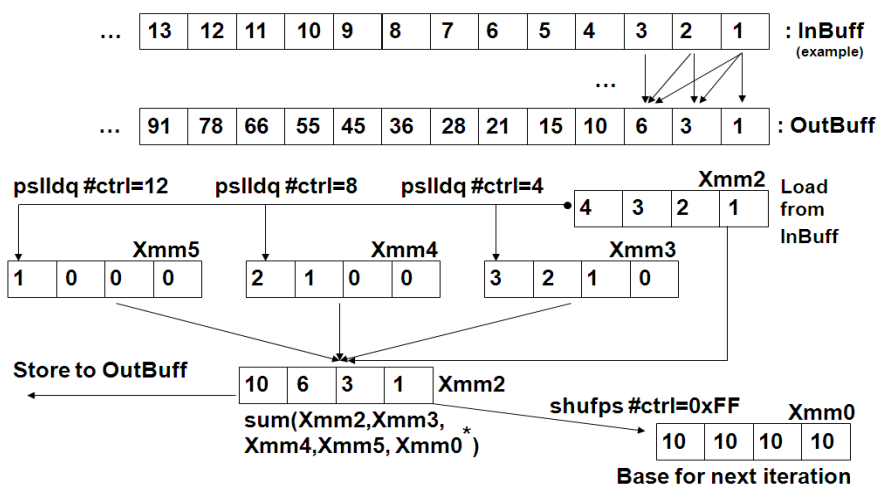 ... 13 12 11 10 9 8 7 6 5 4 3 2 1 : InBuff
(example)
...
... 91 78 66 55 45 36 28 21 15 10 6 3 1 : OutBuff
pslldq #ctrl=12 pslldq #ctrl=8 pslldq #ctrl=4 Xmm2 Load
4 3 2 1 from
InBuff
Xmm5 Xmm4 Xmm3
1 0 0 0 2 1 0 0 3 2 1 0
Store to OutBuff
10 6 3 1 Xmm2
shufps #ctrl=0xFF Xmm0
sum(Xmm2,Xmm3,
Xmm4,Xmm5, Xmm0*)
10 10 10 10
Base for next iteration